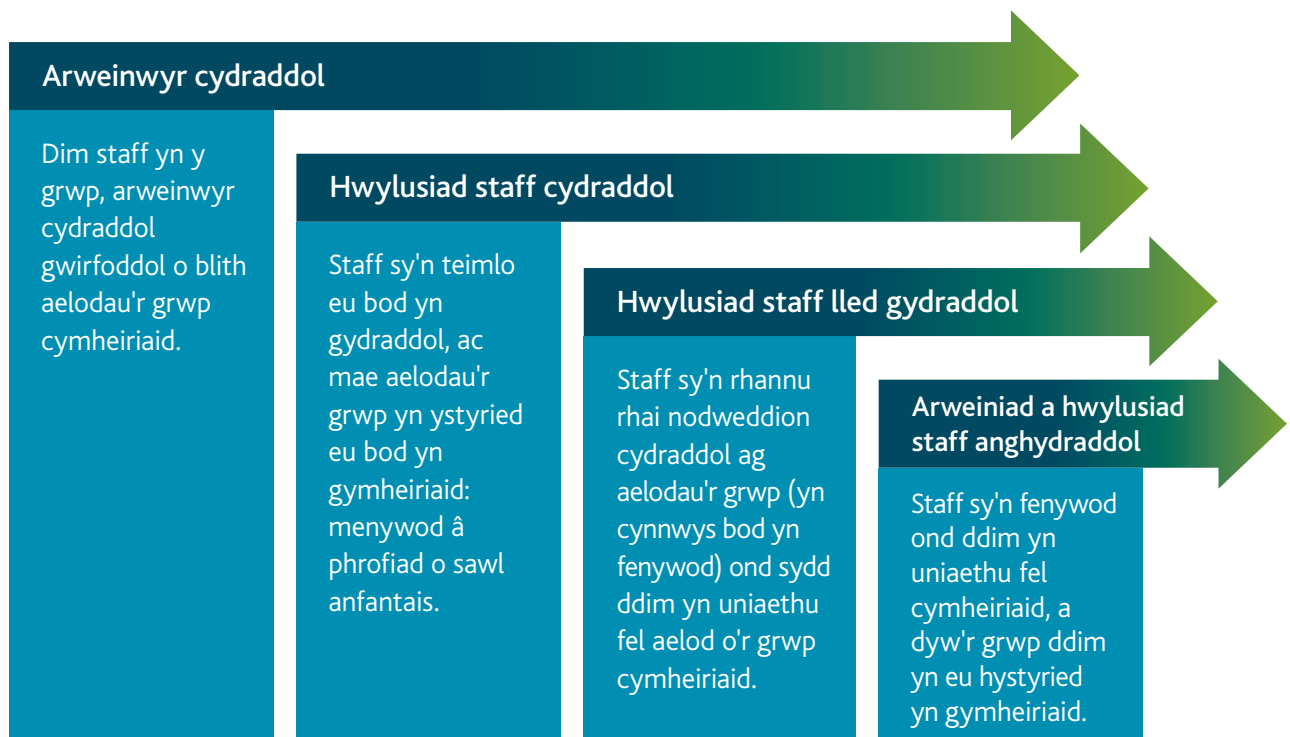 Arweinwyr cydraddol
Dim staff yn y
grwp, arweinwyr
cydraddol
gwirfoddol o blith
aelodau'r grwp
cymheiriaid.
Hwylusiad staff cydraddol
Staff sy'n teimlo
eu bod yn
gydraddol, ac
mae aelodau'r
grwp yn ystyried
eu bod yn
gymheiriaid:
menywod â
phrofiad o sawl
anfantais.
Hwylusiad staff lled gydraddol
Staff sy'n rhannu
rhai nodweddion
cydraddol ag
aelodau'r grwp (yn
cynnwys bod yn
fenywod) ond sydd
ddim yn uniaethu
fel aelod o'r grwp
cymheiriaid.
Arweiniad a hwylusiad
staff anghydraddol
Staff sy'n fenywod
ond ddim yn
uniaethu fel
cymheiriaid, a
dyw'r grwp ddim
yn eu hystyried
yn gymheiriaid.